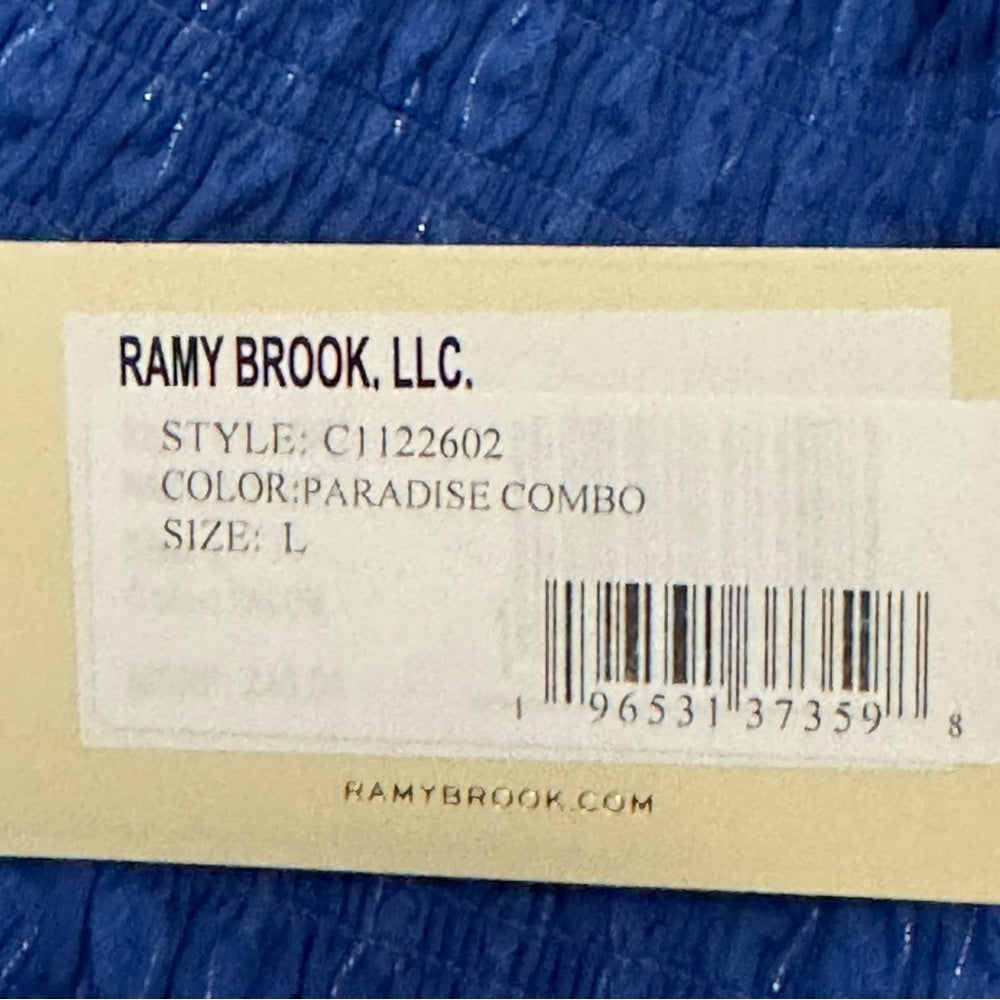 RAMY BROOK, LLC.
STYLE: C1122602
COLOR:PARADISE COMBO
SIZE: L
1 96531 37359 8
RAMYBROOK.COM